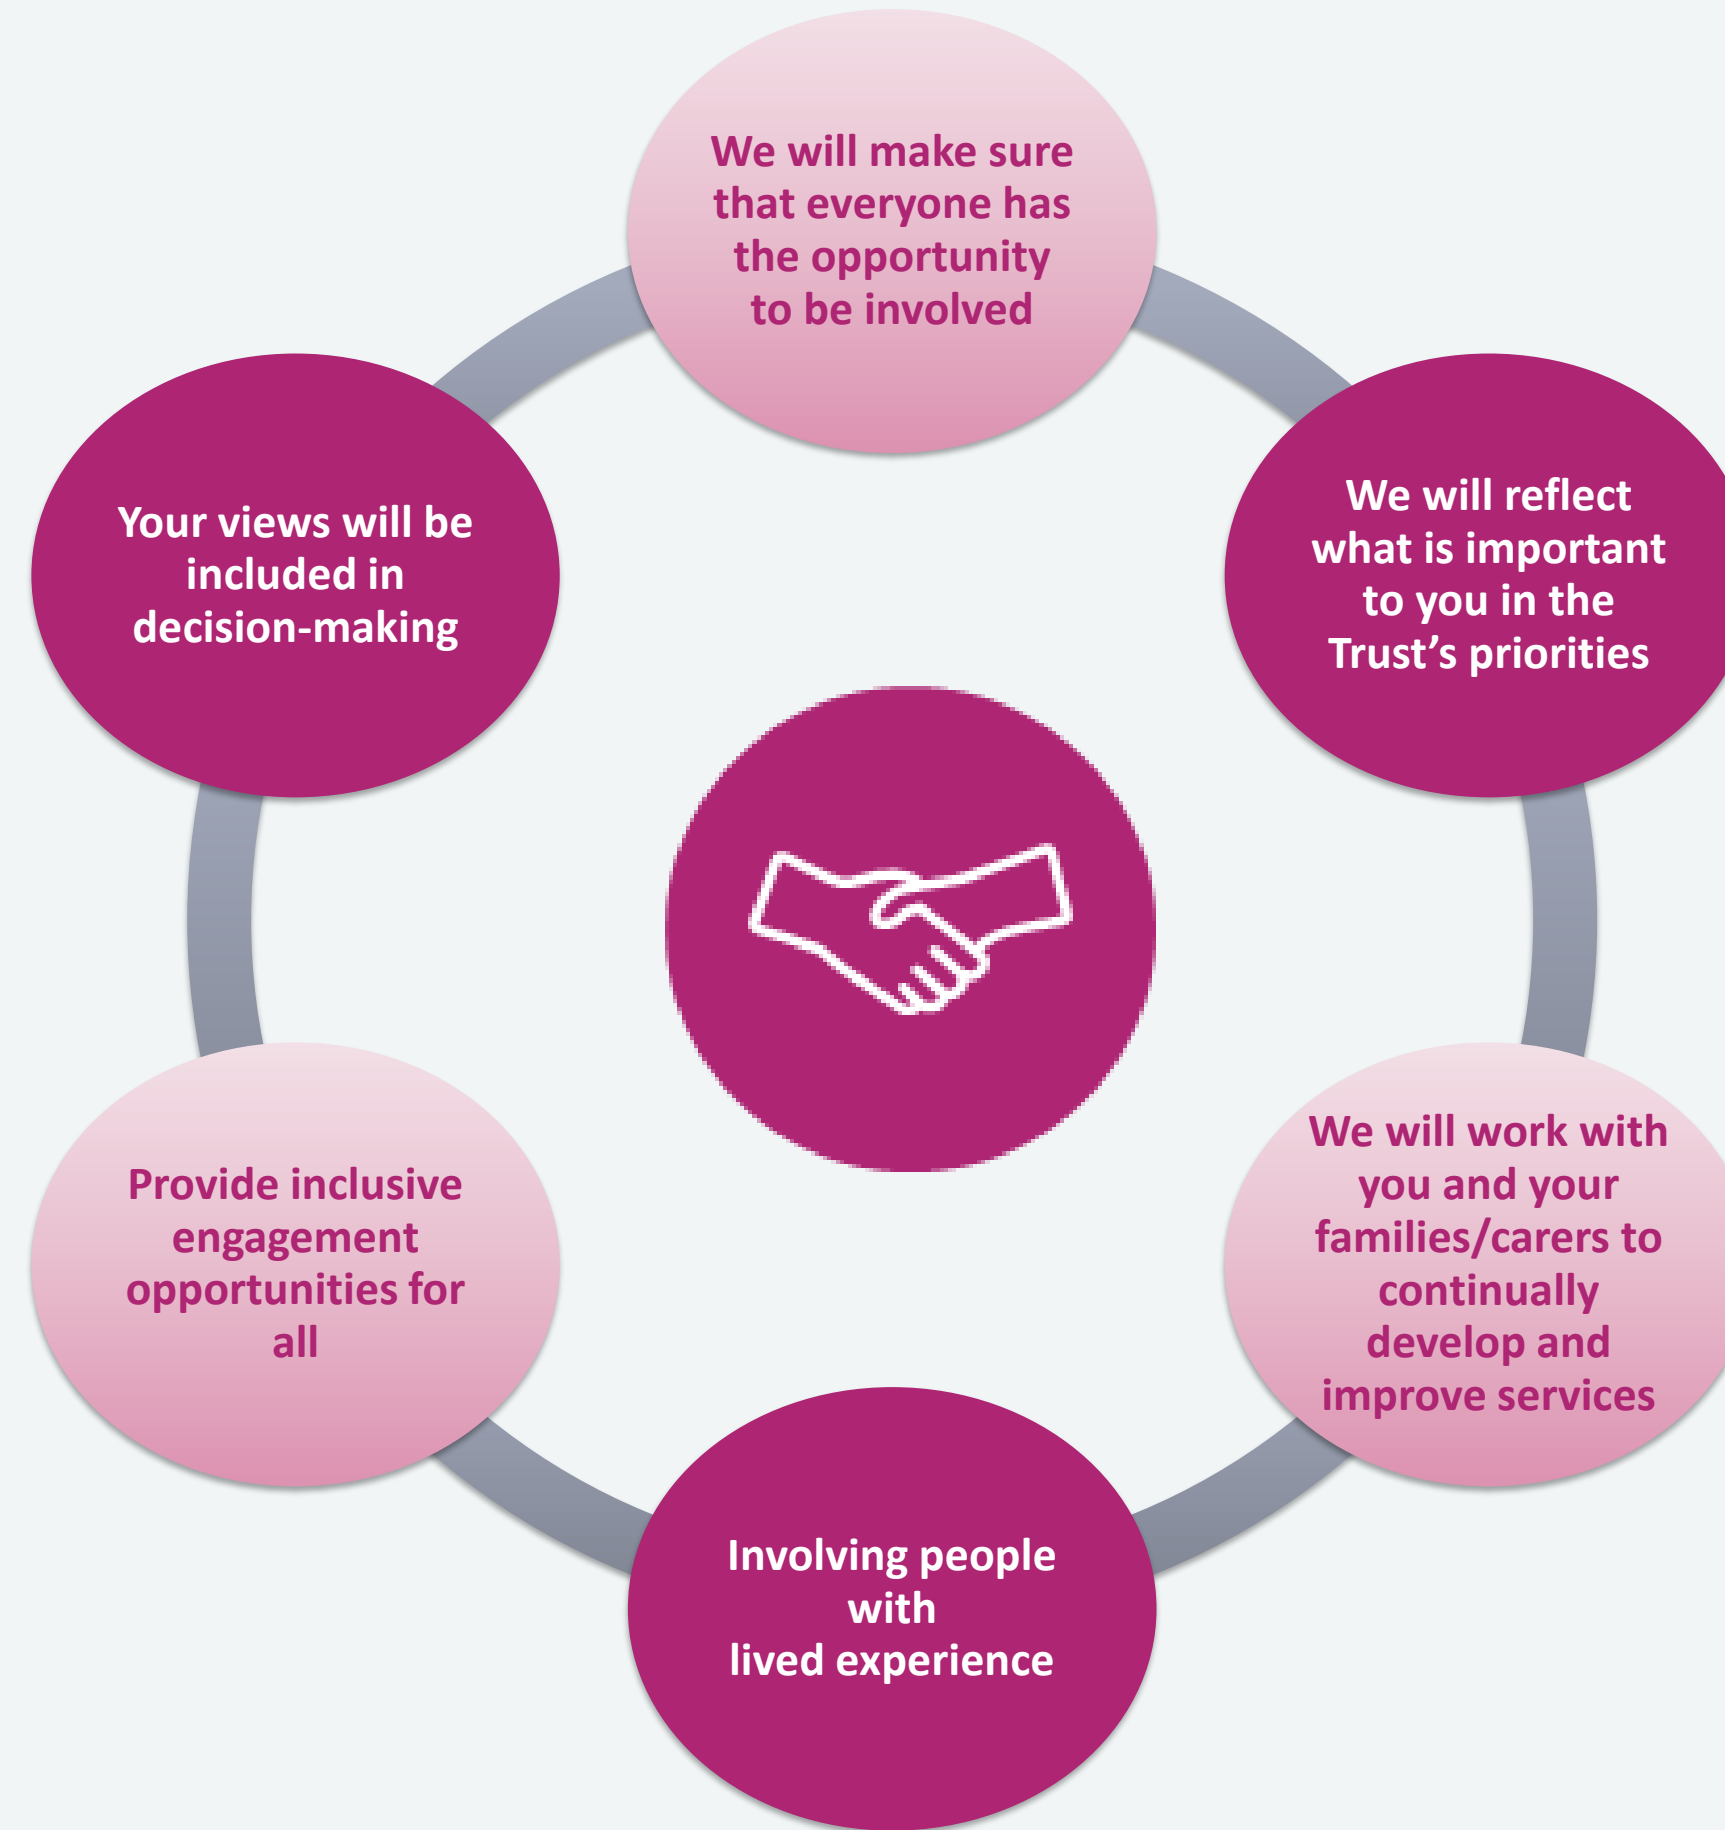 We will make sure
that everyone has
the opportunity
to be involved
We will reflect
what is important
to you in the
Trust’s priorities
We will work with
you and your
families/carers to
continually
develop and
improve services
Involving people
with
lived experience
Provide inclusive
engagement
opportunities for
all
Your views will be
included in
decision-making